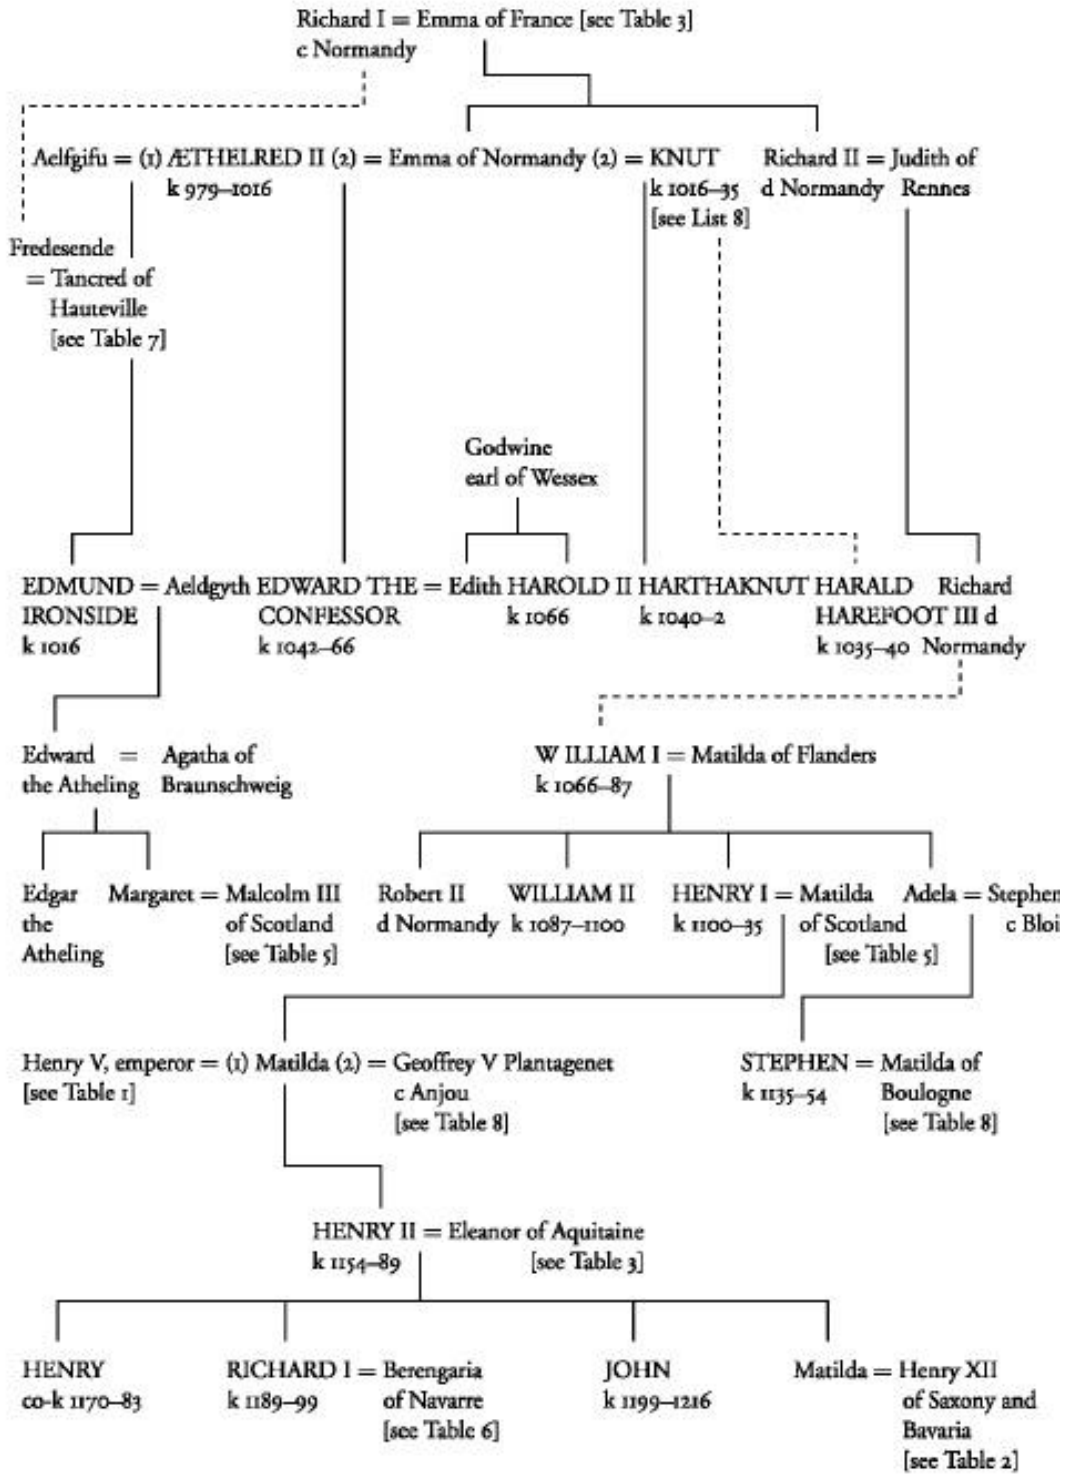 Richard I = Emma of France [see Table 3]
c Normandy
Aelfgifu = (1) ÆTHELRED II (2) = Emma of Normandy (2) = KNUT Richard II = Judith of
k 979–1016 k 1016–35 d Normandy Rennes
[see List 8]
Fredesende
= Tancred of
Hauteville
[see Table 7]
Godwine
earl of Wessex
EDMUND = Aeldgyth EDWARD THE = Edith HAROLD II HARTHAKNUT HARALD Richard
IRONSIDE CONFESSOR k 1066 k 1040–2 HAREFOOT III d
k 1016 k 1042–66 k 1035–40 Normandy
Edward = Agatha of W ILLIAM I = Matilda of Flanders
the Atheling Braunschweig k 1066–87
Edgar Margaret = Malcolm III Robert II WILLIAM II HENRY I = Matilda Adela = Stephen
the of Scotland d Normandy k 1087–1100 k 1100–35 of Scotland c Bloi
Atheling [see Table 5] [see Table 5]
Henry V, emperor = (1) Matilda (2) = Geoffrey V Plantagenet STEPHEN = Matilda of
[see Table 1] c Anjou k 1135–54 Boulogne
[see Table 8] [see Table 8]
HENRY II = Eleanor of Aquitaine
k 1154–89 [see Table 3]
HENRY RICHARD I = Berengaria JOHN Matilda = Henry XII
co-k 1170–83 k 1189–99 of Navarre k 1199–1216 of Saxony and
[see Table 6] Bavaria
[see Table 2]